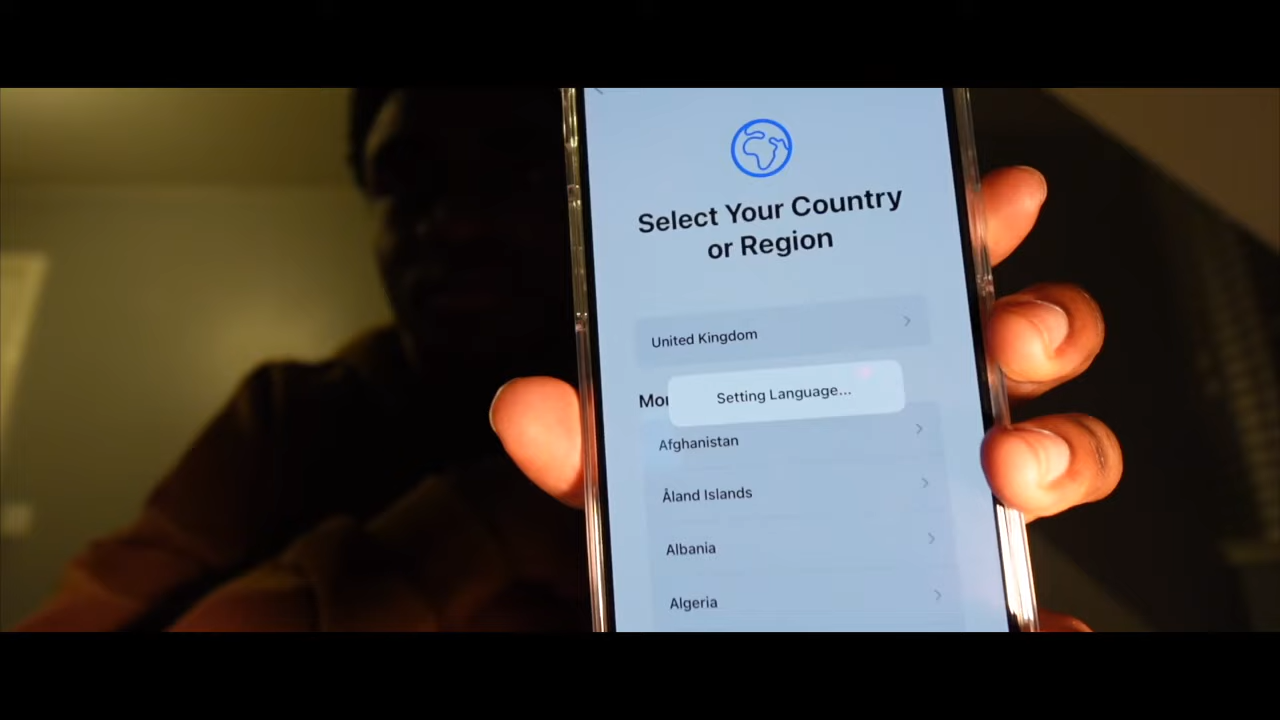 Select Your Country
or Region
United Kingdom
Setting Language...
Afghanistan
Åland Islands
Albania
Algeria